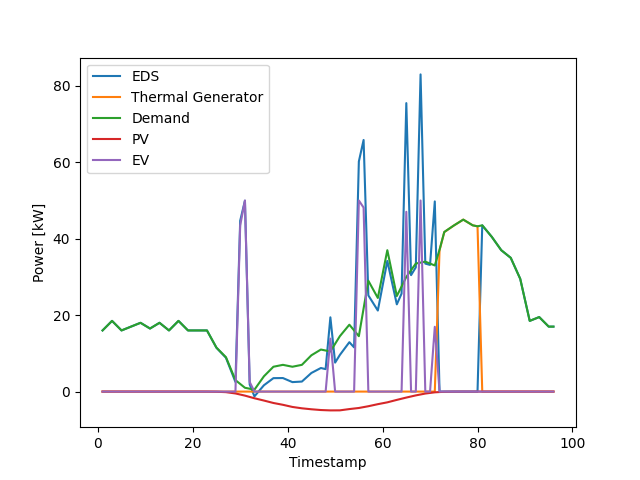 EDS
Thermal Generator
Demand
PV
EV
Power [kW]
80
60
40
20
0
0 20 40 60 80 100
Timestamp